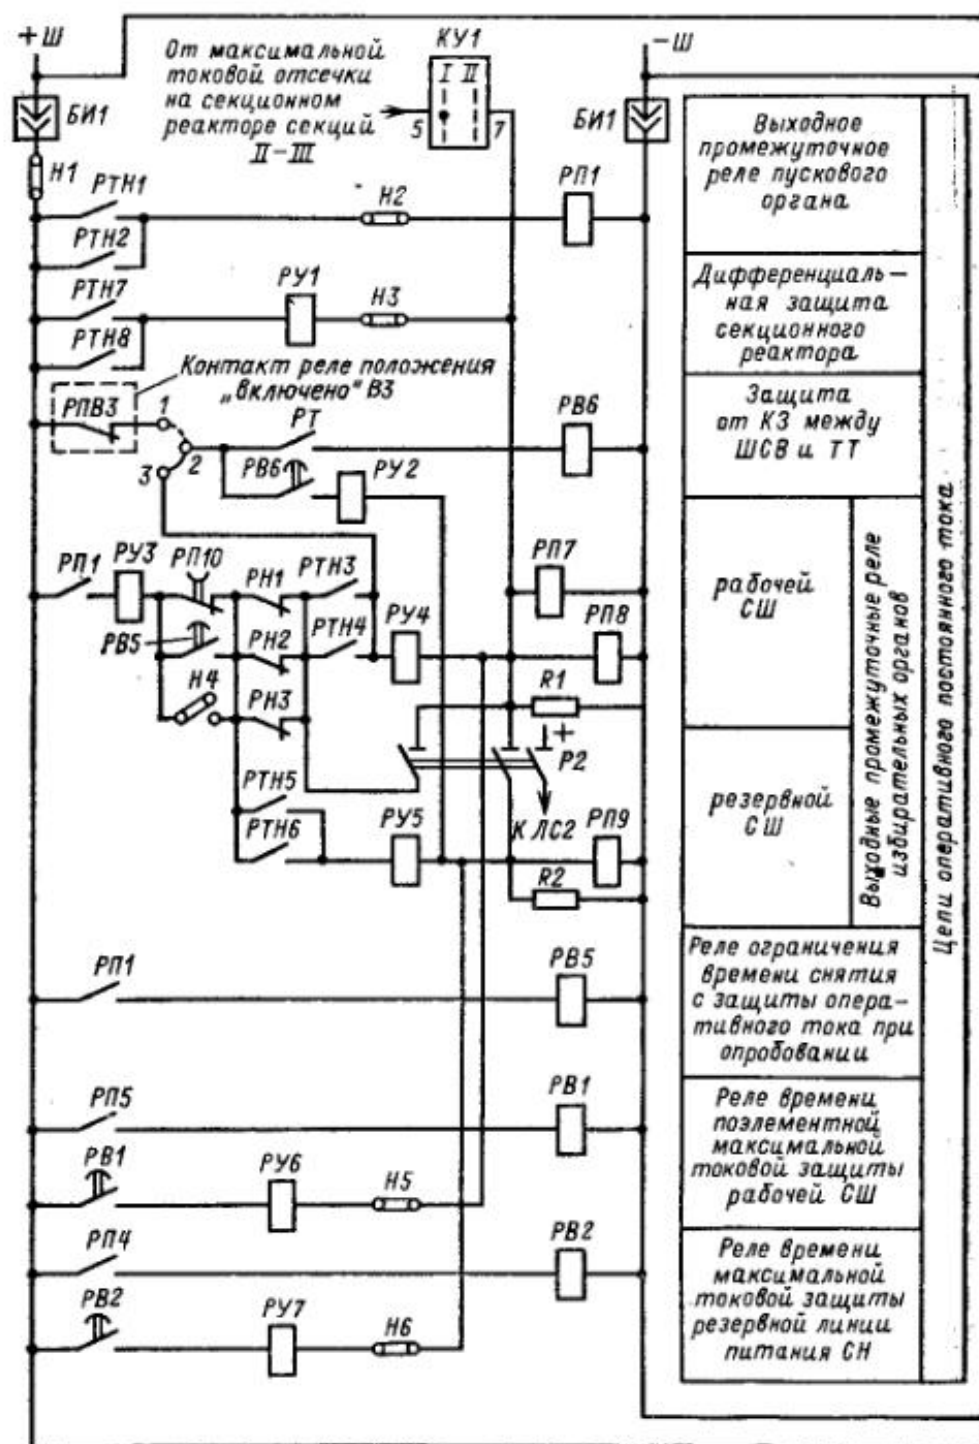 +Ш
От максимальной
токовой отсечки
на секционном
реакторе секций
II-III
КУ1
I II
5
7
-Ш
БИ1
БИ1
Н1
РТН1
Н2
РП1
РТН2
РТН7
РУ1
Н3
РТН8
Контакт реле положения
„включено" В3
РПВ3
1
2
3
РТ
РВ6
РВ6
РУ2
РП1
РУ3
РП10
РН1
РТН3
РП7
РВ5
РН2
РТН4
РУ4
РП8
Н4
РН3
R1
+
Р2
РТН5
К ЛС2
РТН6
РУ5
РП9
R2
РП1
РВ5
РП5
РВ1
РВ1
РУ6
Н5
РП4
РВ2
РВ2
РУ7
Н6
Выходное
промежуточное
реле пускового
органа
Дифференциаль-
ная защита
секционного
реактора
Защита
от КЗ между
ШСВ и ТТ
рабочей
СШ
резервной
СШ
Выходные промежуточные реле
избирательных органов
Реле ограничения
времени снятия
с защиты опера-
тивного тока при
опробовании
Реле времени
поэлементной
максимальной
токовой защиты
рабочей СШ
Реле времени
максимальной
токовой защиты
резервной линии
питания СН
Цепи оперативного постоянного тока